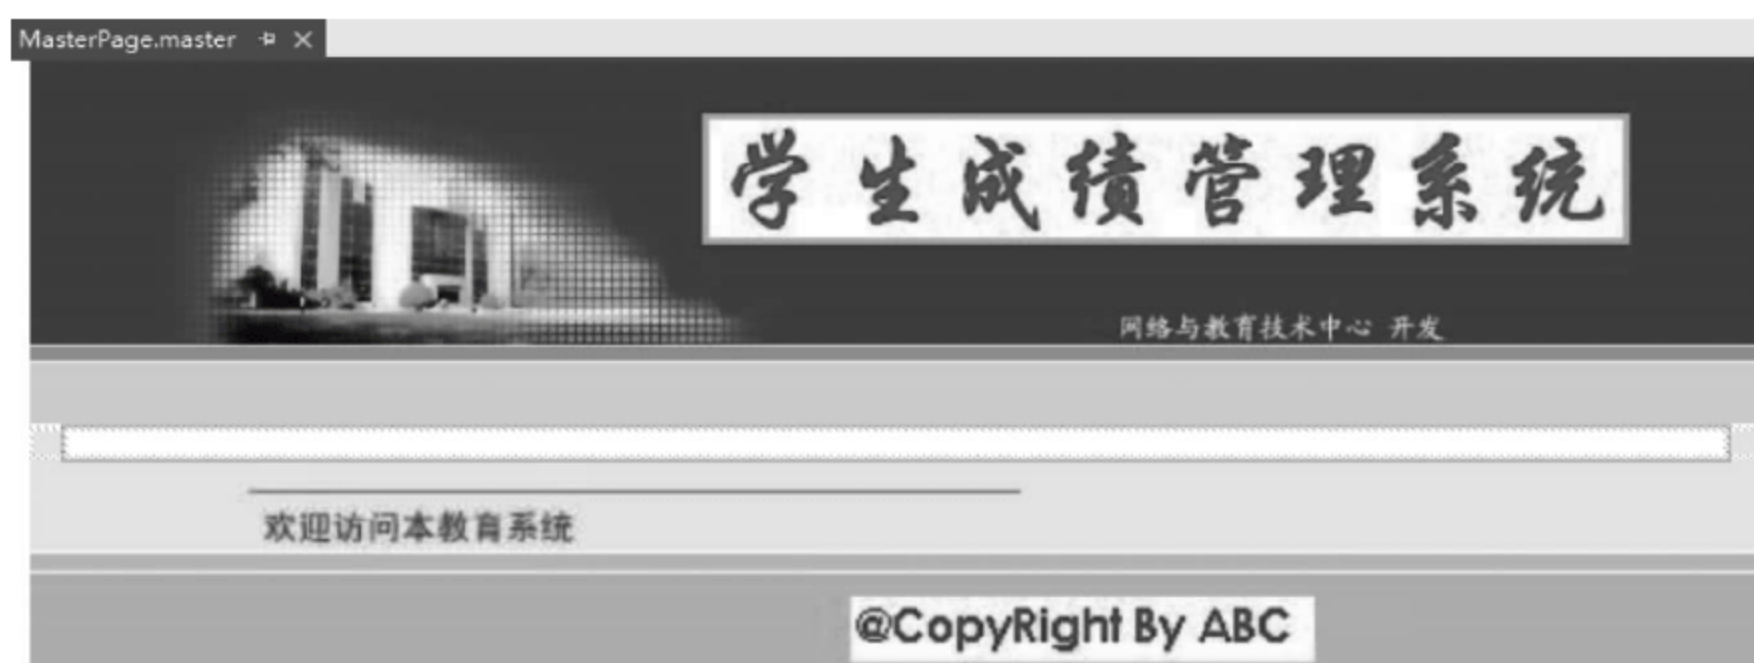 MasterPage.master
学生成绩管理系统
网络与教育技术中心 开发
欢迎访问本教育系统
@CopyRight By ABC